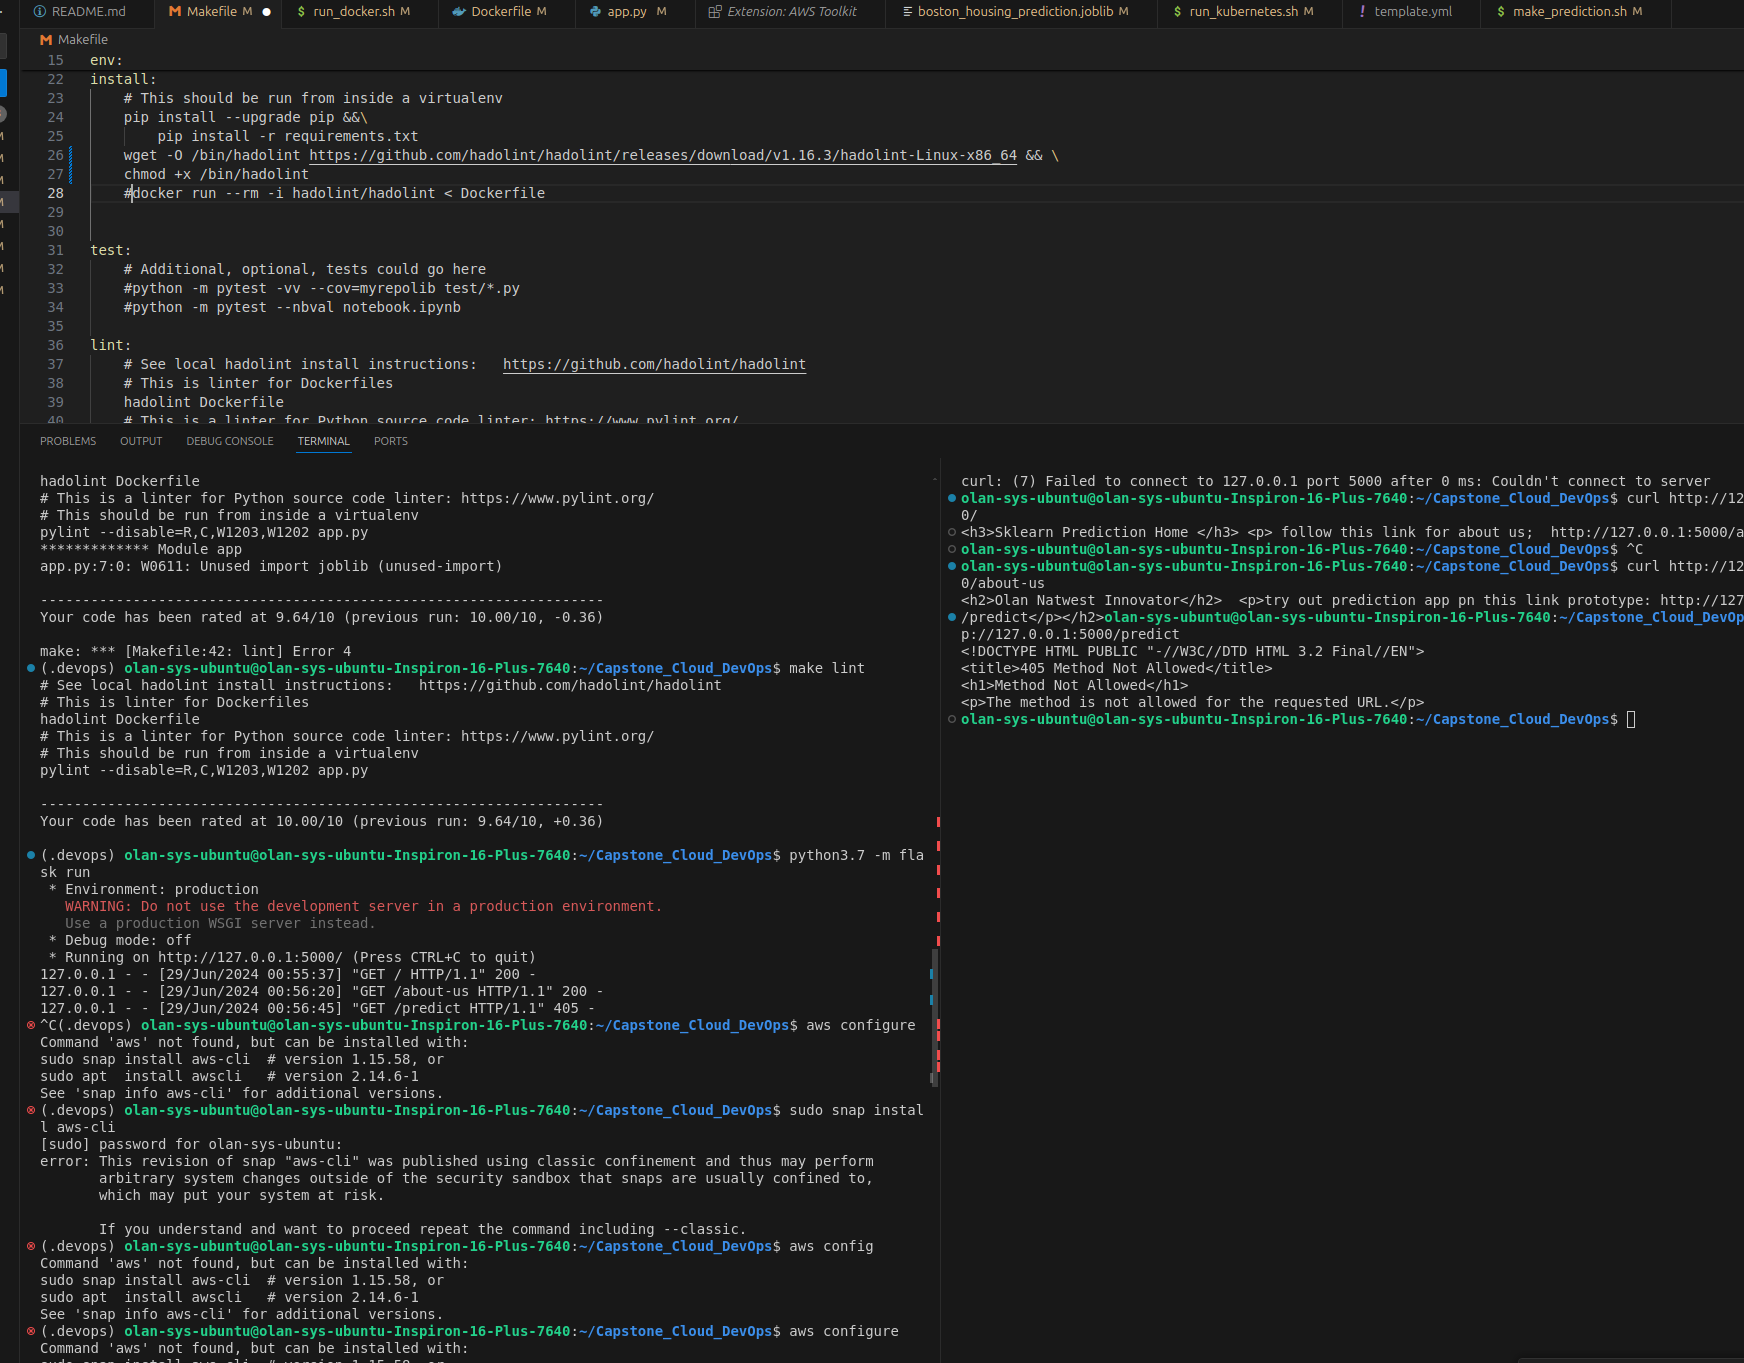 README.md
Makefile M
run_docker.sh M
Dockerfile M
app.py M
Extension: AWS Toolkit
boston_housing_prediction.joblib M
run_kubernetes.sh M
template.yml
make_prediction.sh M
Makefile
15 env:
22 install:
23 # This should be run from inside a virtualenv
24 pip install --upgrade pip &&\
25 pip install -r requirements.txt
26 wget -O /bin/hadolint https://github.com/hadolint/hadolint/releases/download/v1.16.3/hadolint-Linux-x86_64 && \
27 chmod +x /bin/hadolint
28 #docker run --rm -i hadolint/hadolint < Dockerfile
29
30
31 test:
32 # Additional, optional, tests could go here
33 #python -m pytest -vv --cov=myrepolib test/*.py
34 #python -m pytest --nbval notebook.ipynb
35
36 lint:
37 # See local hadolint install instructions:   https://github.com/hadolint/hadolint
38 # This is linter for Dockerfiles
39 hadolint Dockerfile
40 # This is a linter for Python source code linter: https://www.pylint.org/
PROBLEMS OUTPUT DEBUG CONSOLE TERMINAL PORTS
hadolint Dockerfile
# This is a linter for Python source code linter: https://www.pylint.org/
# This should be run from inside a virtualenv
pylint --disable=R,C,W1203,W1202 app.py
************* Module app
app.py:7:0: W0611: Unused import joblib (unused-import)
-------------------------------------------------------------------
Your code has been rated at 9.64/10 (previous run: 10.00/10, -0.36)
make: *** [Makefile:42: lint] Error 4
(.devops) olan-sys-ubuntu@olan-sys-ubuntu-Inspiron-16-Plus-7640:~/Capstone_Cloud_DevOps$ make lint
# See local hadolint install instructions:   https://github.com/hadolint/hadolint
# This is linter for Dockerfiles
hadolint Dockerfile
# This is a linter for Python source code linter: https://www.pylint.org/
# This should be run from inside a virtualenv
pylint --disable=R,C,W1203,W1202 app.py
-------------------------------------------------------------------
Your code has been rated at 10.00/10 (previous run: 9.64/10, +0.36)
(.devops) olan-sys-ubuntu@olan-sys-ubuntu-Inspiron-16-Plus-7640:~/Capstone_Cloud_DevOps$ python3.7 -m fla
sk run
* Environment: production
WARNING: Do not use the development server in a production environment.
Use a production WSGI server instead.
* Debug mode: off
* Running on http://127.0.0.1:5000/ (Press CTRL+C to quit)
127.0.0.1 - - [29/Jun/2024 00:55:37] "GET / HTTP/1.1" 200 -
127.0.0.1 - - [29/Jun/2024 00:56:20] "GET /about-us HTTP/1.1" 200 -
127.0.0.1 - - [29/Jun/2024 00:56:45] "GET /predict HTTP/1.1" 405 -
^C(.devops) olan-sys-ubuntu@olan-sys-ubuntu-Inspiron-16-Plus-7640:~/Capstone_Cloud_DevOps$ aws configure
Command 'aws' not found, but can be installed with:
sudo snap install aws-cli  # version 1.15.58, or
sudo apt  install awscli   # version 2.14.6-1
See 'snap info aws-cli' for additional versions.
(.devops) olan-sys-ubuntu@olan-sys-ubuntu-Inspiron-16-Plus-7640:~/Capstone_Cloud_DevOps$ sudo snap instal
l aws-cli
[sudo] password for olan-sys-ubuntu:
error: This revision of snap "aws-cli" was published using classic confinement and thus may perform
arbitrary system changes outside of the security sandbox that snaps are usually confined to,
which may put your system at risk.
If you understand and want to proceed repeat the command including --classic.
(.devops) olan-sys-ubuntu@olan-sys-ubuntu-Inspiron-16-Plus-7640:~/Capstone_Cloud_DevOps$ aws config
Command 'aws' not found, but can be installed with:
sudo snap install aws-cli  # version 1.15.58, or
sudo apt  install awscli   # version 2.14.6-1
See 'snap info aws-cli' for additional versions.
(.devops) olan-sys-ubuntu@olan-sys-ubuntu-Inspiron-16-Plus-7640:~/Capstone_Cloud_DevOps$ aws configure
Command 'aws' not found, but can be installed with:
sudo snap install aws-cli  # version 1.15.58, or
curl: (7) Failed to connect to 127.0.0.1 port 5000 after 0 ms: Couldn't connect to server
olan-sys-ubuntu@olan-sys-ubuntu-Inspiron-16-Plus-7640:~/Capstone_Cloud_DevOps$ curl http://12
0/
<h3>Sklearn Prediction Home </h3> <p> follow this link for about us;  http://127.0.0.1:5000/a
olan-sys-ubuntu@olan-sys-ubuntu-Inspiron-16-Plus-7640:~/Capstone_Cloud_DevOps$ ^C
olan-sys-ubuntu@olan-sys-ubuntu-Inspiron-16-Plus-7640:~/Capstone_Cloud_DevOps$ curl http://12
0/about-us
<h2>Olan Natwest Innovator</h2>  <p>try out prediction app pn this link prototype: http://127
/predict</p></h2>olan-sys-ubuntu@olan-sys-ubuntu-Inspiron-16-Plus-7640:~/Capstone_Cloud_DevOp
p://127.0.0.1:5000/predict
<!DOCTYPE HTML PUBLIC "-//W3C//DTD HTML 3.2 Final//EN">
<title>405 Method Not Allowed</title>
<h1>Method Not Allowed</h1>
<p>The method is not allowed for the requested URL.</p>
olan-sys-ubuntu@olan-sys-ubuntu-Inspiron-16-Plus-7640:~/Capstone_Cloud_DevOps$